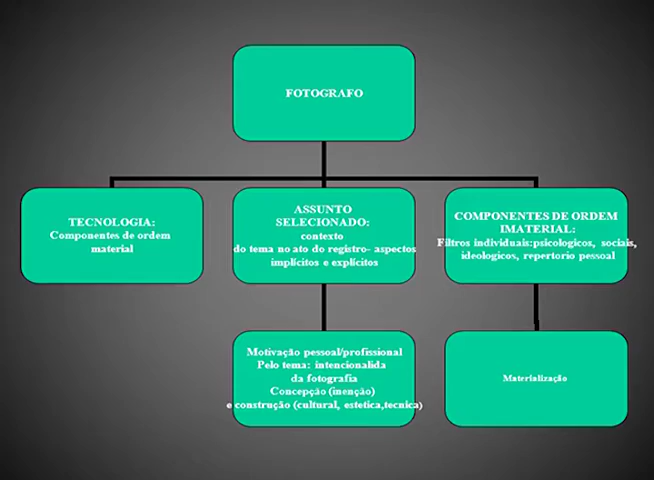 FOTOGRAFO
TECNOLOGIA:
Componentes de ordem
material
ASSUNTO
SELECIONADO:
contexto
do tema no ato do registro- aspectos
implícitos e explícitos
COMPONENTES DE ORDEM
IMATERIAL:
Filtros individuais:psicologicos, sociais,
ideologicos, repertorio pessoal
Motivação pessoal/profissional
Pelo tema: intencionalida
da fotografia
Concepção (inenção)
e construção (cultural, estetica,tecnica)
Materialização